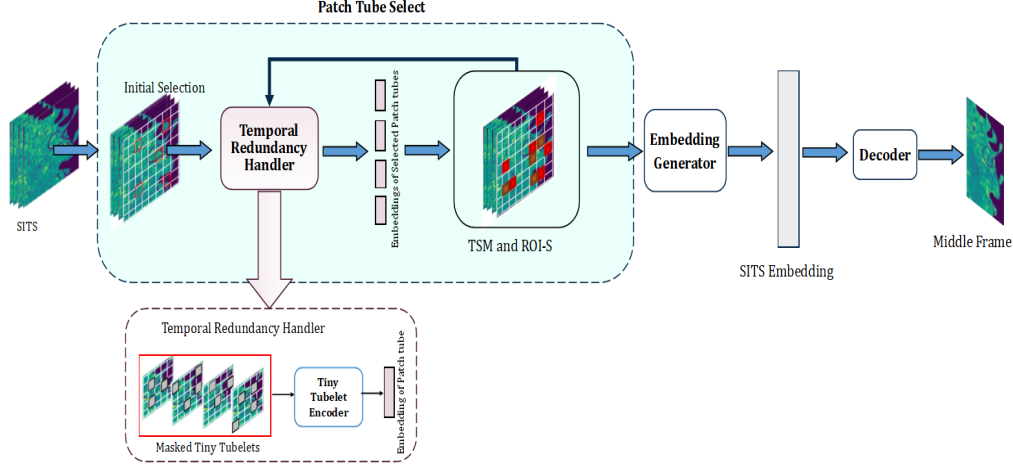 Patch Tube Select
Initial Selection
SITS
Temporal
Redundancy
Handler
Embeddings of Selected Patch tubes
TSM and ROI-S
Embedding
Generator
SITS Embedding
Decoder
Middle Frame
Temporal Redundancy Handler
Masked Tiny Tubelets
Tiny
Tubelet
Encoder
Embedding of Patch tube